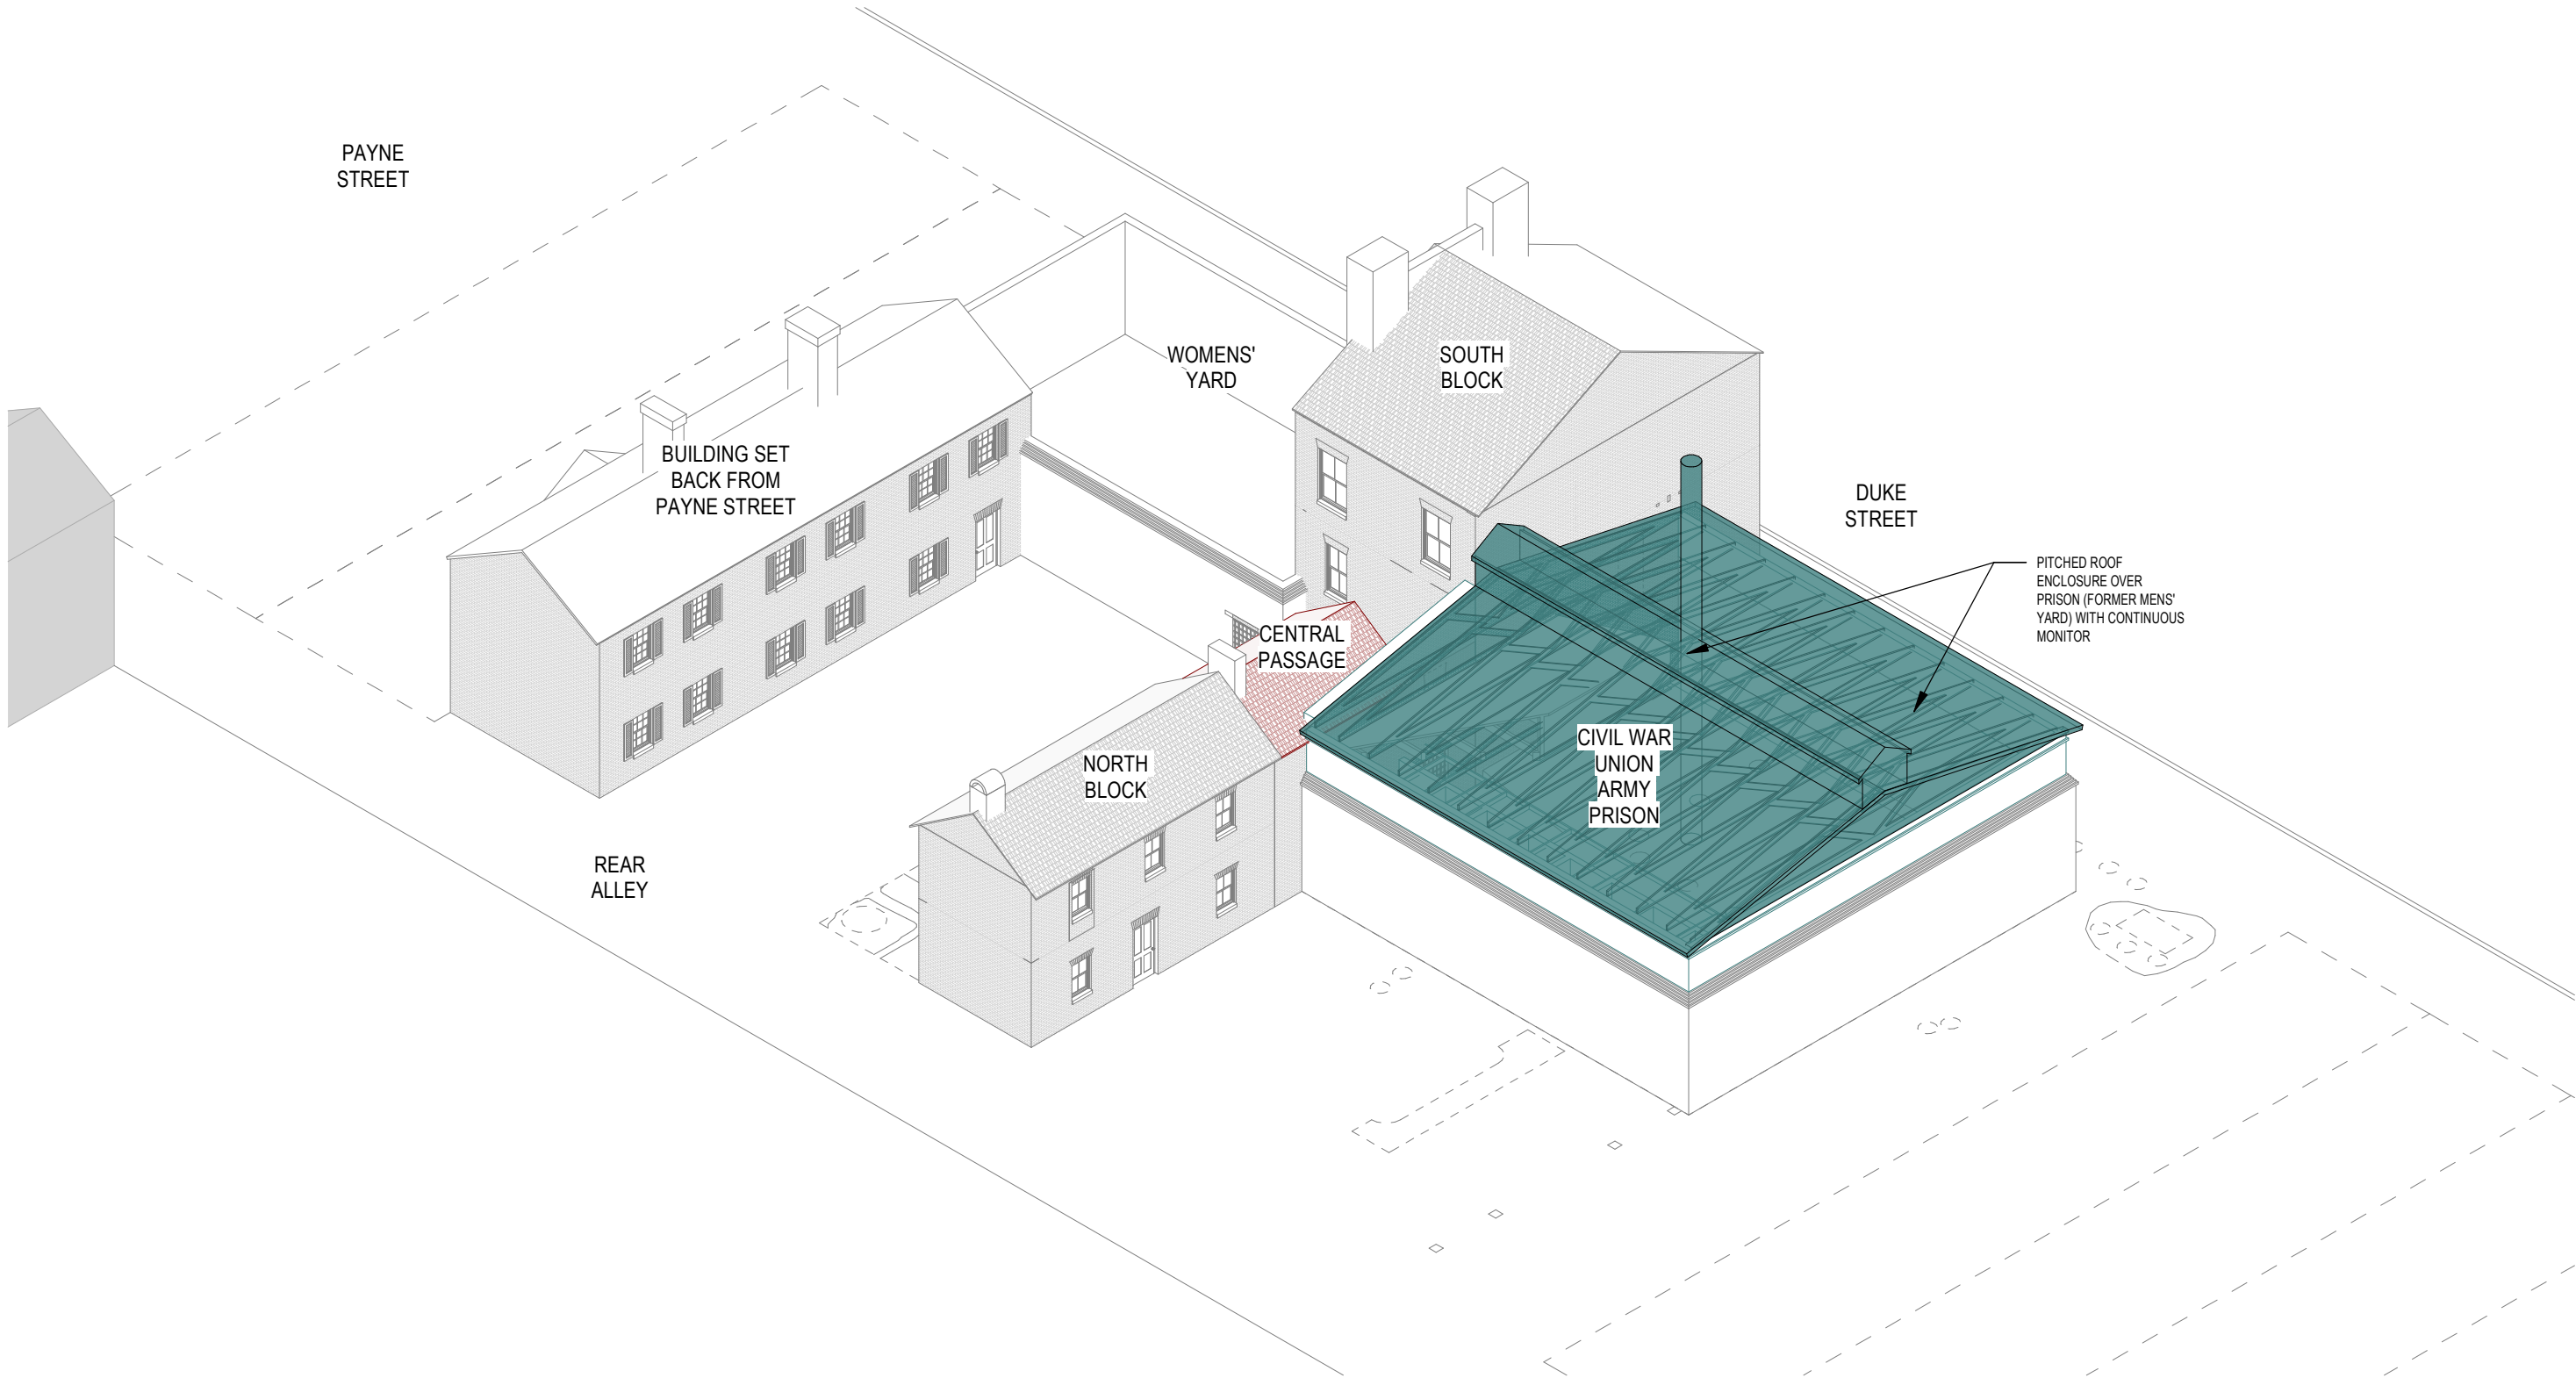 PAYNE
STREET
WOMENS'
YARD
SOUTH
BLOCK
BUILDING SET
BACK FROM
PAYNE STREET
DUKE
STREET
PITCHED ROOF
ENCLOSURE OVER
PRISON (FORMER MENS'
YARD) WITH CONTINUOUS
MONITOR
CENTRAL
PASSAGE
CIVIL WAR
UNION
ARMY
PRISON
NORTH
BLOCK
REAR
ALLEY